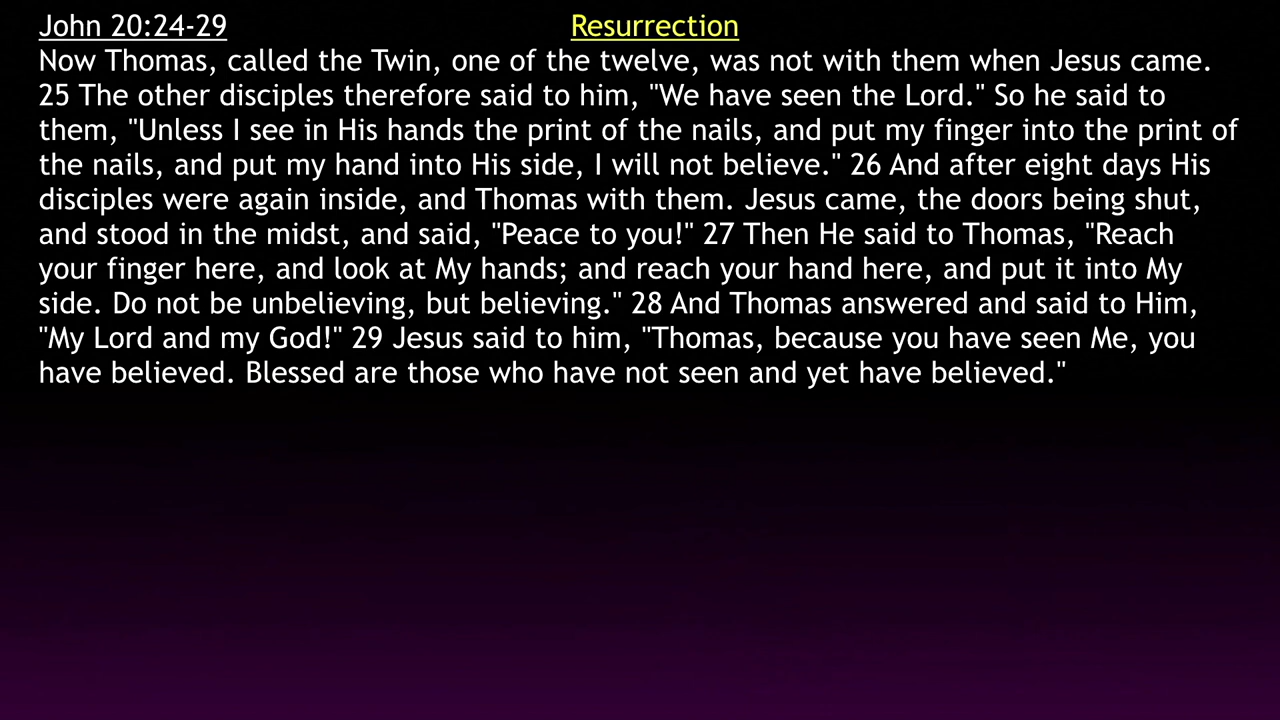 John 20:24-29 Resurrection
Now Thomas, called the Twin, one of the twelve, was not with them when Jesus came.
25 The other disciples therefore said to him, "We have seen the Lord." So he said to
them, "Unless I see in His hands the print of the nails, and put my finger into the print of
the nails, and put my hand into His side, I will not believe." 26 And after eight days His
disciples were again inside, and Thomas with them. Jesus came, the doors being shut,
and stood in the midst, and said, "Peace to you!" 27 Then He said to Thomas, "Reach
your finger here, and look at My hands; and reach your hand here, and put it into My
side. Do not be unbelieving, but believing." 28 And Thomas answered and said to Him,
"My Lord and my God!" 29 Jesus said to him, "Thomas, because you have seen Me, you
have believed. Blessed are those who have not seen and yet have believed."